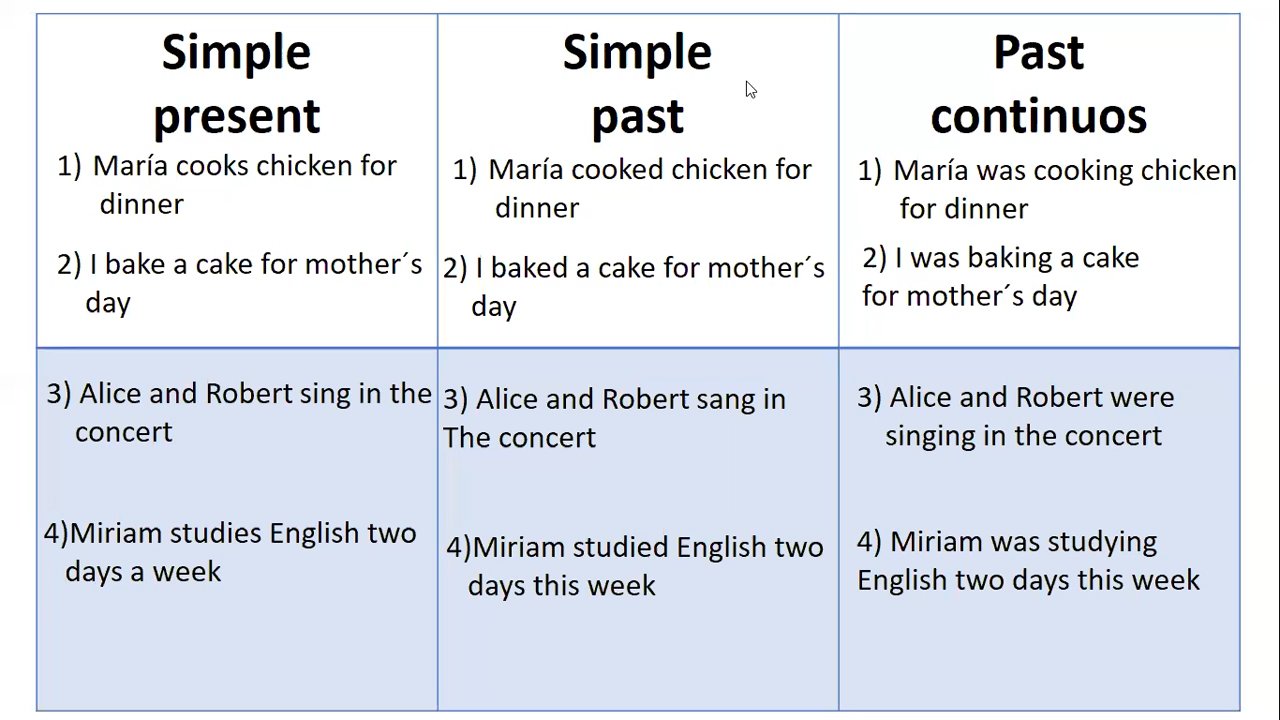 Simple
present
1) María cooks chicken for
dinner
2) I bake a cake for mother´s
day
3) Alice and Robert sing in the
concert
4)Miriam studies English two
days a week
Simple
past
1) María cooked chicken for
dinner
2) I baked a cake for mother´s
day
3) Alice and Robert sang in
The concert
4)Miriam studied English two
days this week
Past
continuos
1) María was cooking chicken
for dinner
2) I was baking a cake
for mother´s day
3) Alice and Robert were
singing in the concert
4) Miriam was studying
English two days this week